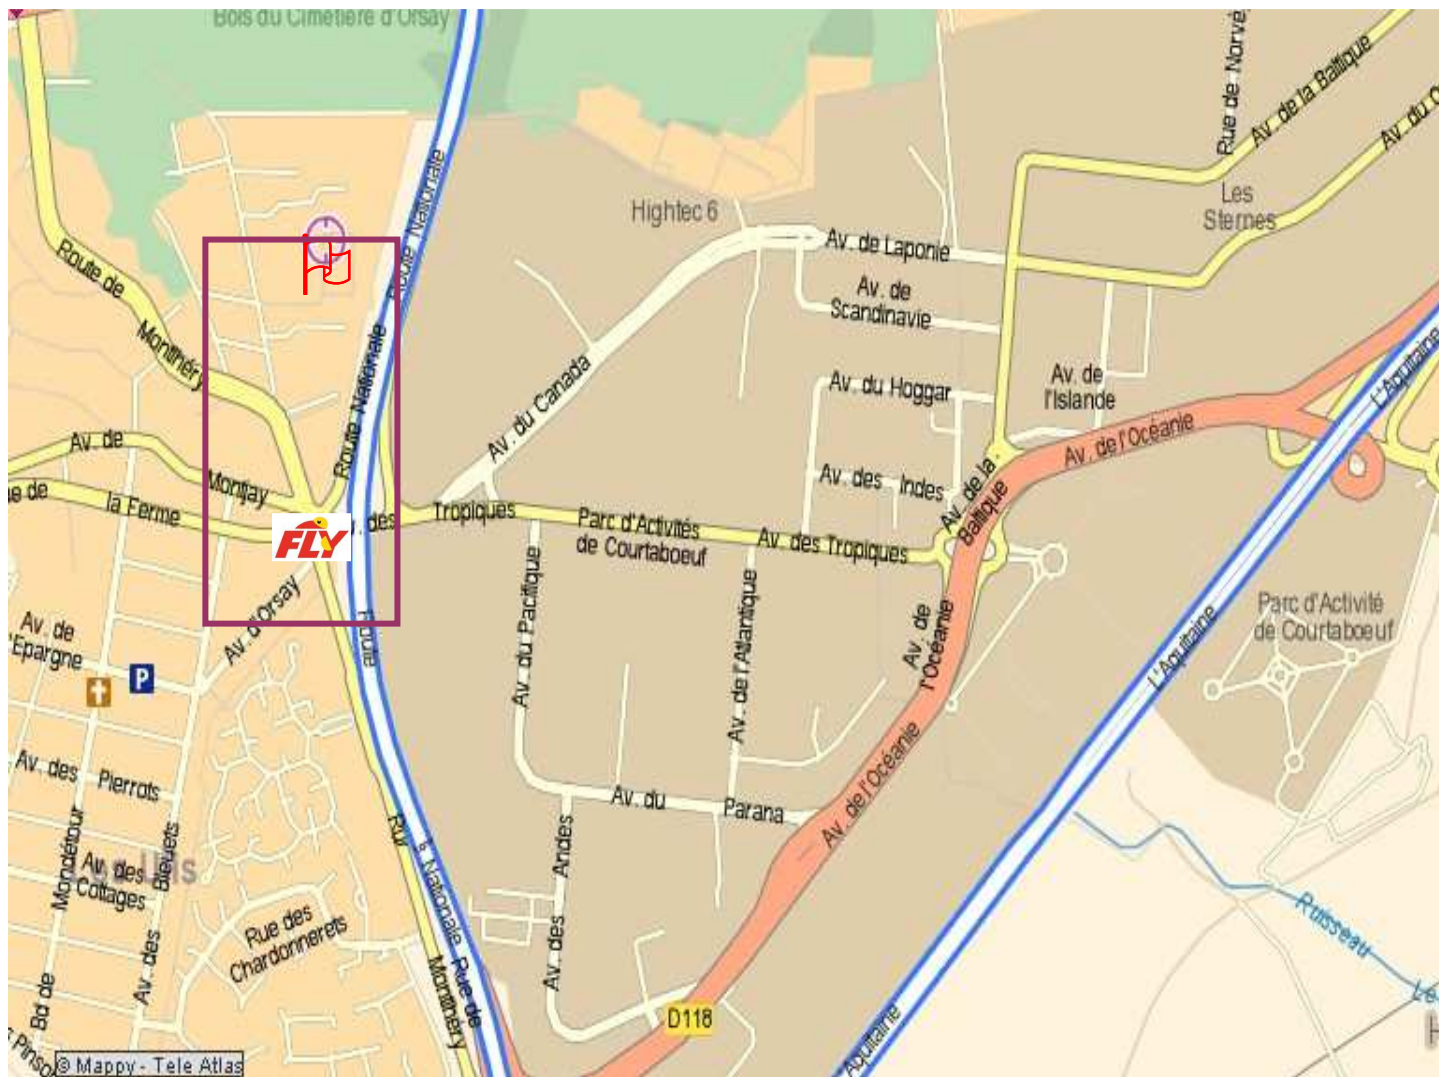 Bois du Cimetière d'Orsay
Route Nationale
Rue de Norvè
Av. de la Baltique
Av. du
Les
Sternes
Hightec 6
Av. de Laponie
Av. de
Scandinavie
Route de
Montlhéry
Route Nationale
Av. du Canada
Av. du Hoggar
Av. de
l'Islande
L'Aquitaine
Av. de l'Océanie
Av. de
Montjay
Av. des Indes
Av. de la
Baltique
la Ferme
FLY
. des
Tropiques
Parc d'Activités
de Courtaboeuf
Av. des Tropiques
Av. d'Orsay
Av. du Pacifique
Av. de l'Atlantique
Av. de
l'Océanie
Parc d'Activité
de Courtaboeuf
L'Aquitaine
Av. de
'Epargne
P
Route
Av. des Pierrots
Av. du Parana
Av. de l'Océanie
Bd de Mondétour
Av. des Bleuets
Av. des
Cottages
Les Ulis
Rue des
Chardonnerets
Nationale
Rue de
Montlhéry
Av. des Andes
Ruisseau
D118
Aquitaine
© Mappy - Tele Atlas